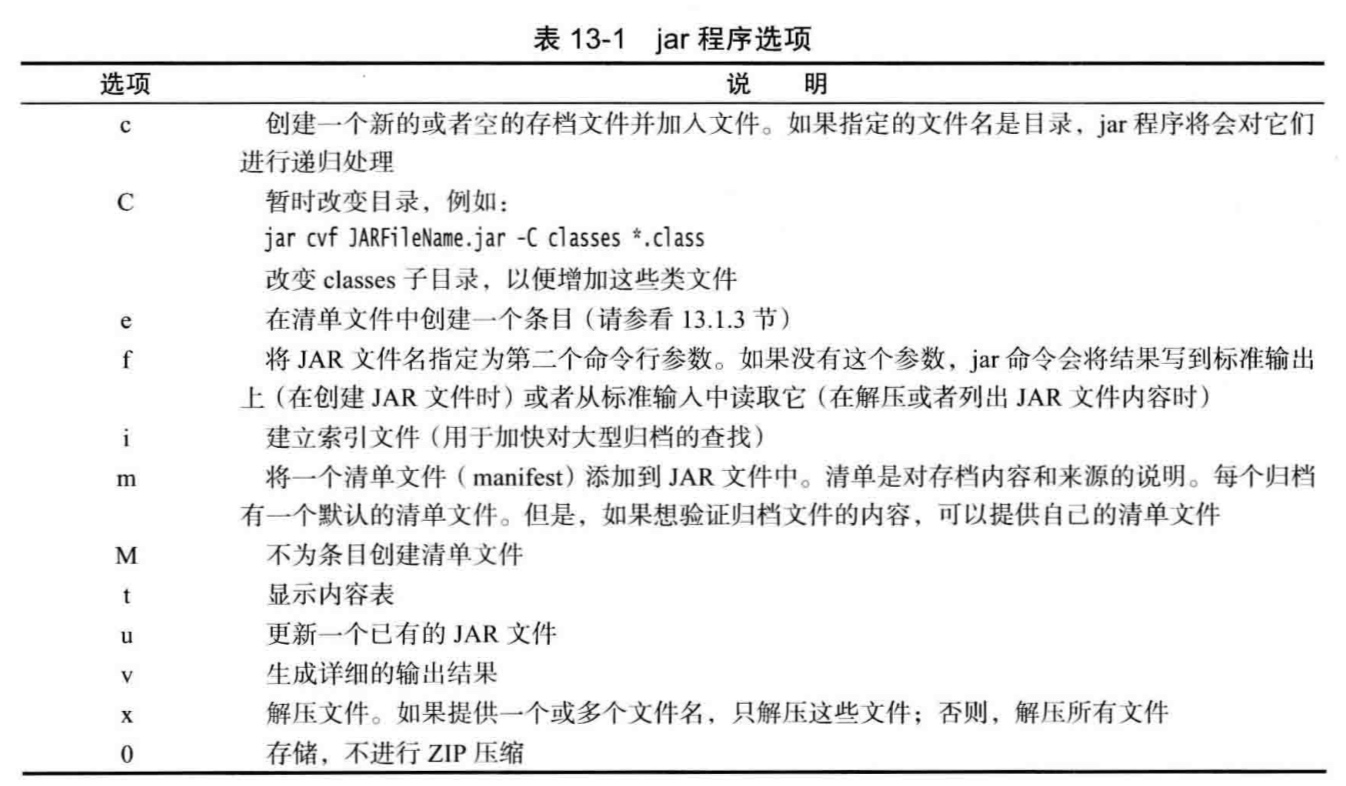 表 13-1 jar 程序选项
选项 说 明
c 创建一个新的或者空的存档文件并加入文件。如果指定的文件名是目录，jar 程序将会对它们
进行递归处理
C 暂时改变目录，例如：
jar cvf JARFileName.jar -C classes *.class
改变 classes 子目录，以便增加这些类文件
e 在清单文件中创建一个条目（请参看 13.1.3 节）
f 将 JAR 文件名指定为第二个命令行参数。如果没有这个参数，jar 命令会将结果写到标准输出
上（在创建 JAR 文件时）或者从标准输入中读取它（在解压或者列出 JAR 文件内容时）
i 建立索引文件（用于加快对大型归档的查找）
m 将一个清单文件（manifest）添加到 JAR 文件中。清单是对存档内容和来源的说明。每个归档
有一个默认的清单文件。但是，如果想验证归档文件的内容，可以提供自己的清单文件
M 不为条目创建清单文件
t 显示内容表
u 更新一个已有的 JAR 文件
v 生成详细的输出结果
x 解压文件。如果提供一个或多个文件名，只解压这些文件；否则，解压所有文件
0 存储，不进行 ZIP 压缩